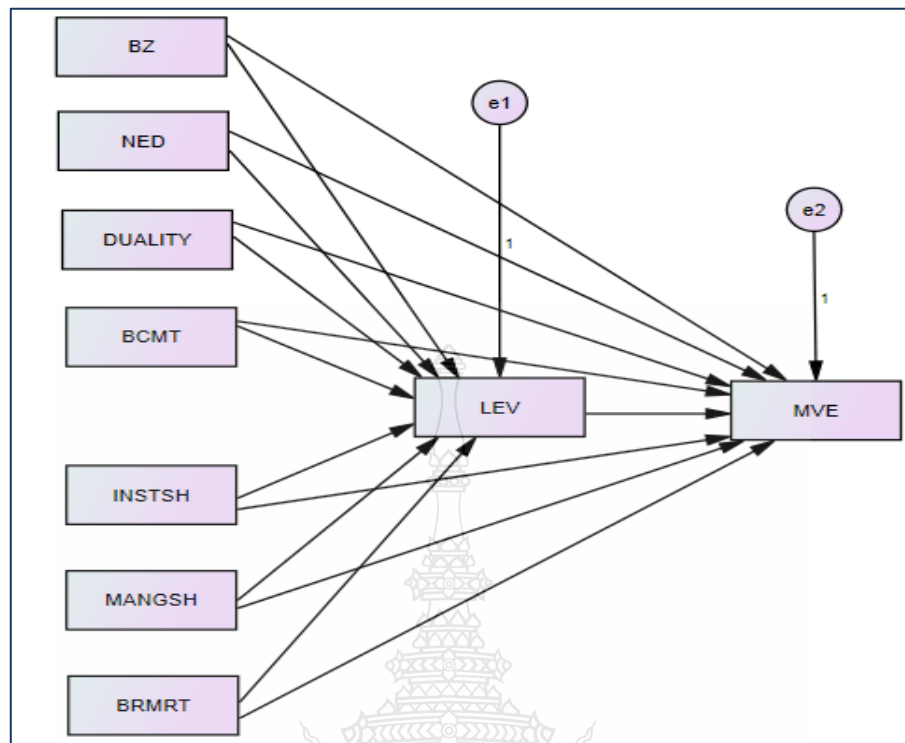 BZ
e1
NED
e2
DUALITY
1
1
BCMT
LEV
MVE
INSTSH
MANGSH
BRMRT